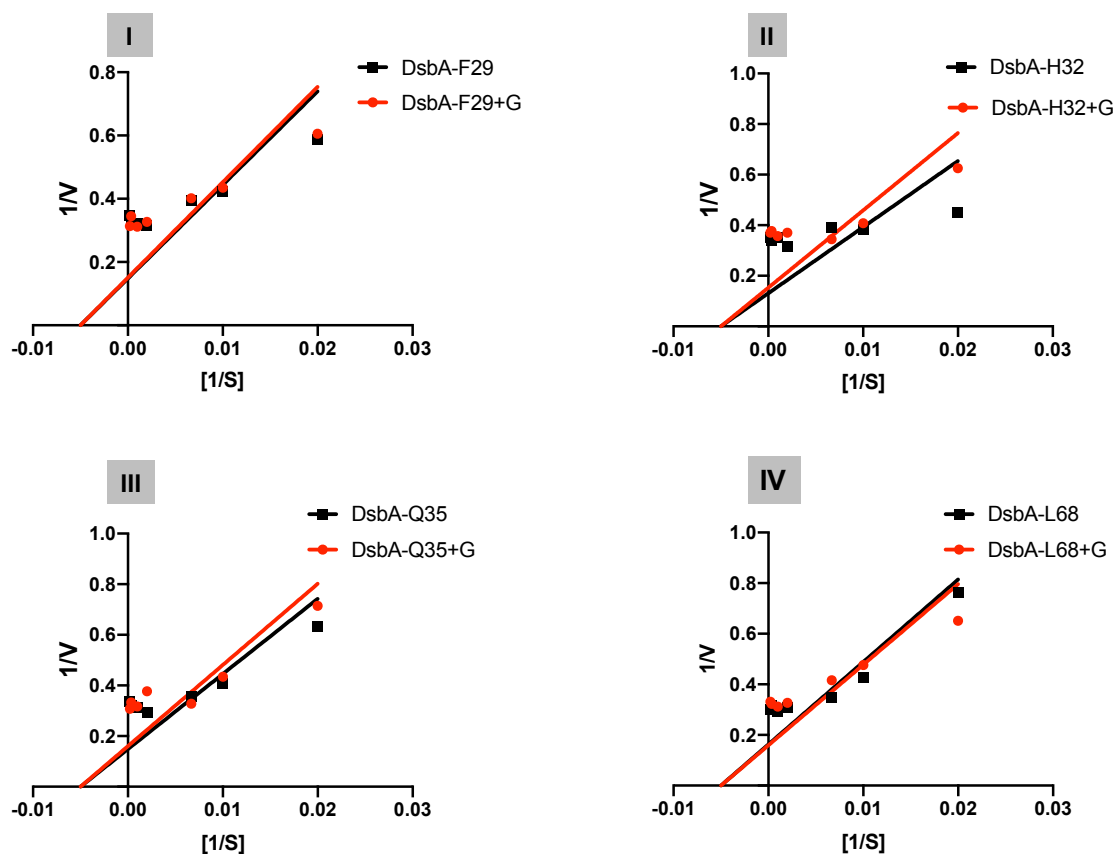 I
DsbA-F29
DsbA-F29+G
0.8
0.6
0.4
0.2
1/V
-0.01
0.00
0.01
0.02
0.03
[1/S]
II
DsbA-H32
DsbA-H32+G
1.0
0.8
0.6
0.4
0.2
1/V
-0.01
0.00
0.01
0.02
0.03
[1/S]
III
DsbA-Q35
DsbA-Q35+G
1.0
0.8
0.6
0.4
0.2
1/V
-0.01
0.00
0.01
0.02
0.03
[1/S]
IV
DsbA-L68
DsbA-L68+G
1.0
0.8
0.6
0.4
0.2
1/V
-0.01
0.00
0.01
0.02
0.03
[1/S]